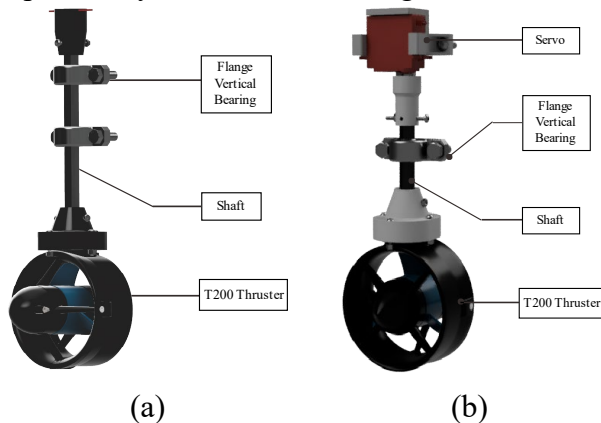 Flange
Vertical
Bearing
Shaft
T200 Thruster
(a)
Servo
Flange
Vertical
Bearing
Shaft
T200 Thruster
(b)